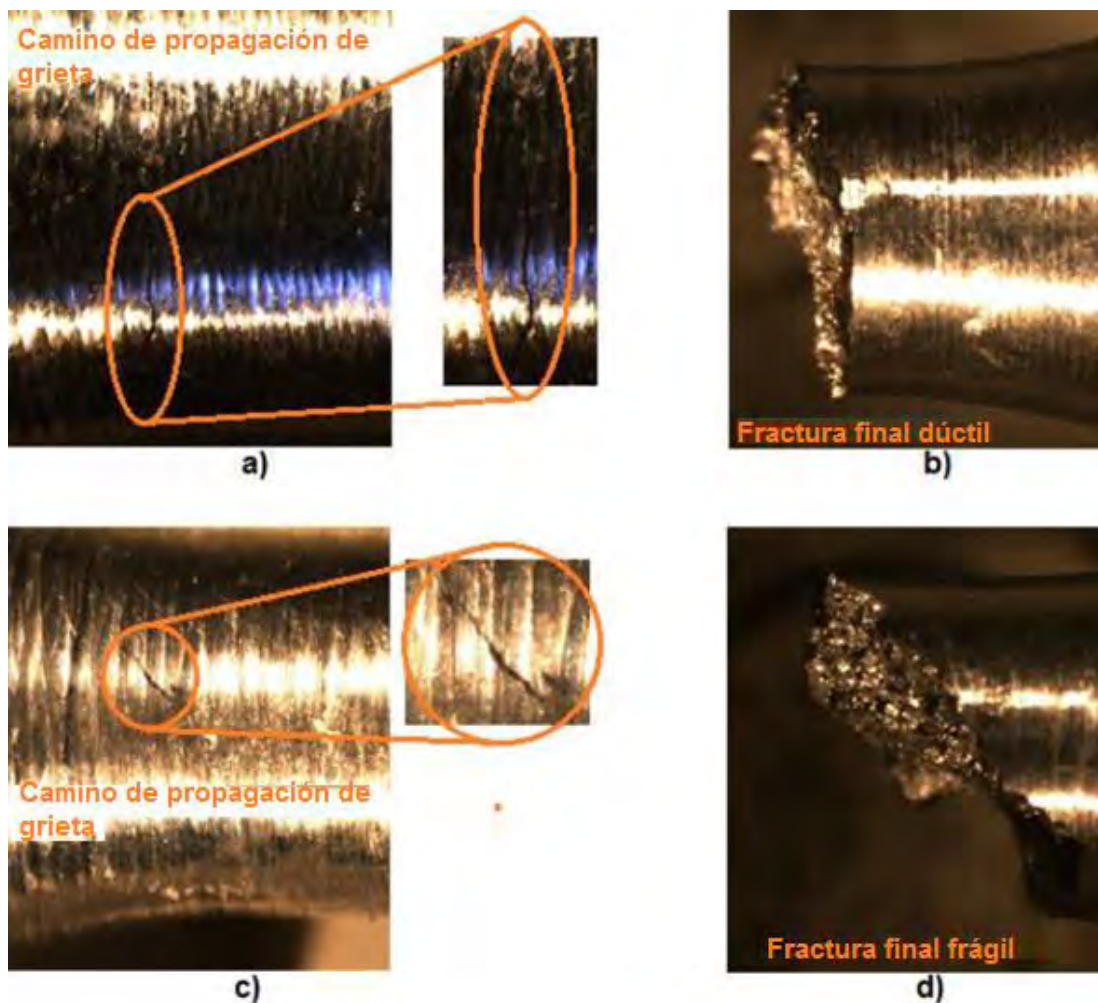 Camino de propagación de
grieta
Fractura final dúctil
a)
b)
Camino de propagación de
grieta
Fractura final frágil
c)
d)